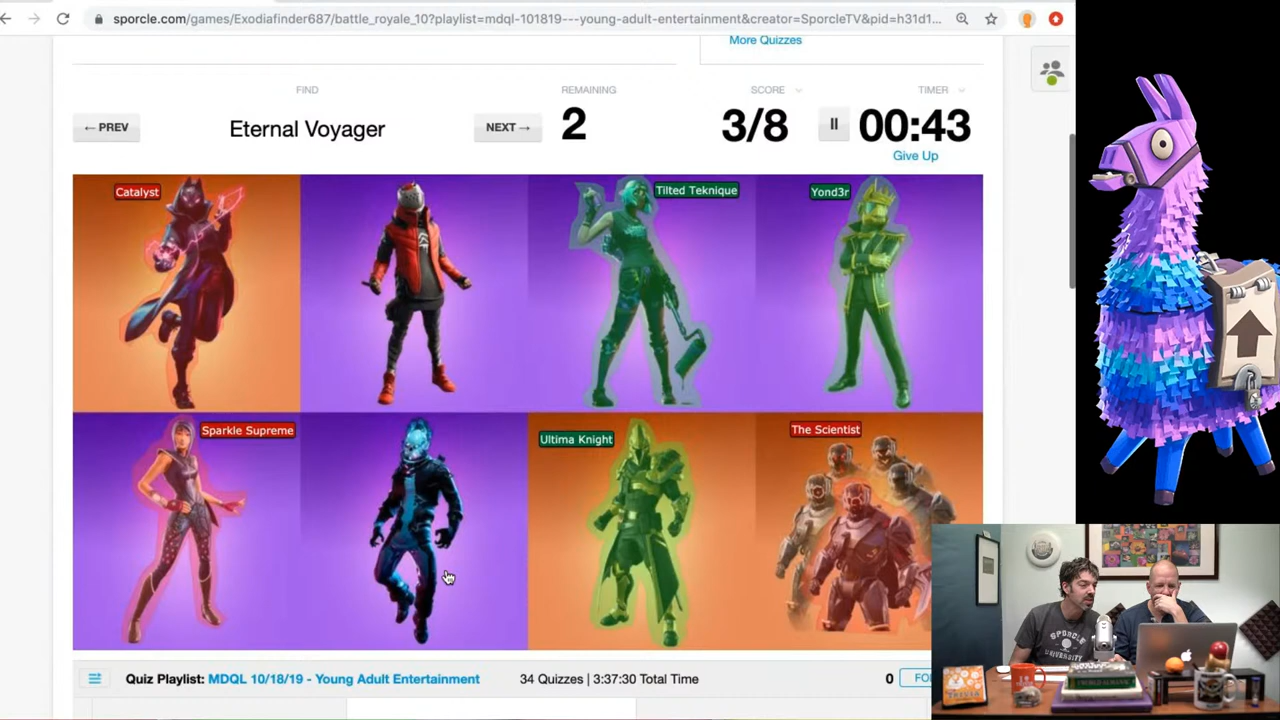 sporcle.com/games/Exodiafinder687/battle_royale_10?playlist=mdql-101819---young-adult-entertainment&creator=SporcleTV&pid=h31d1...
More Quizzes
FIND
REMAINING
SCORE
TIMER
← PREV
Eternal Voyager
NEXT →
2
3/8
00:43
Give Up
Catalyst
Tilted Teknique
Yond3r
Sparkle Supreme
Ultima Knight
The Scientist
SPORCLE
UNIVERSITY
Quiz Playlist: MDQL 10/18/19 - Young Adult Entertainment
34 Quizzes | 3:37:30 Total Time
0